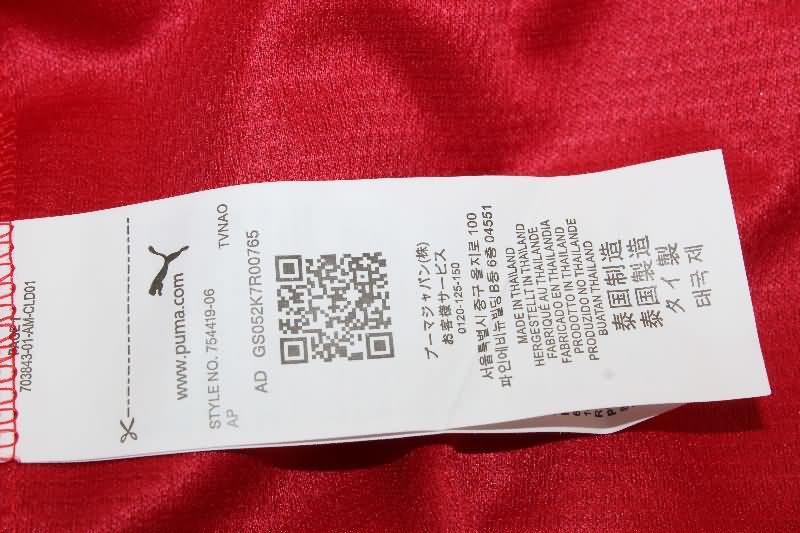 703843-01-AM-CLD01
www.puma.com
STYLE NO. 754419-06 TVNAO
AP
AD GS052K7R00765
プーマジャパン(株)
お客様サービス
0120-125-150
서울특별시 중구 을지로 100
파인에비뉴빌딩 B동 6층 04551
MADE IN THAILAND
HERGESTELLT IN THAILAND
FABRIQUÉ AU THAILANDE
FABRICADO EN THAILANDIA
PRODOTTO IN THAILAND
PRODUZIDO NO THAILANDE
BUATAN THAILAND
泰国制造
泰國製造
タイ製
태국 제